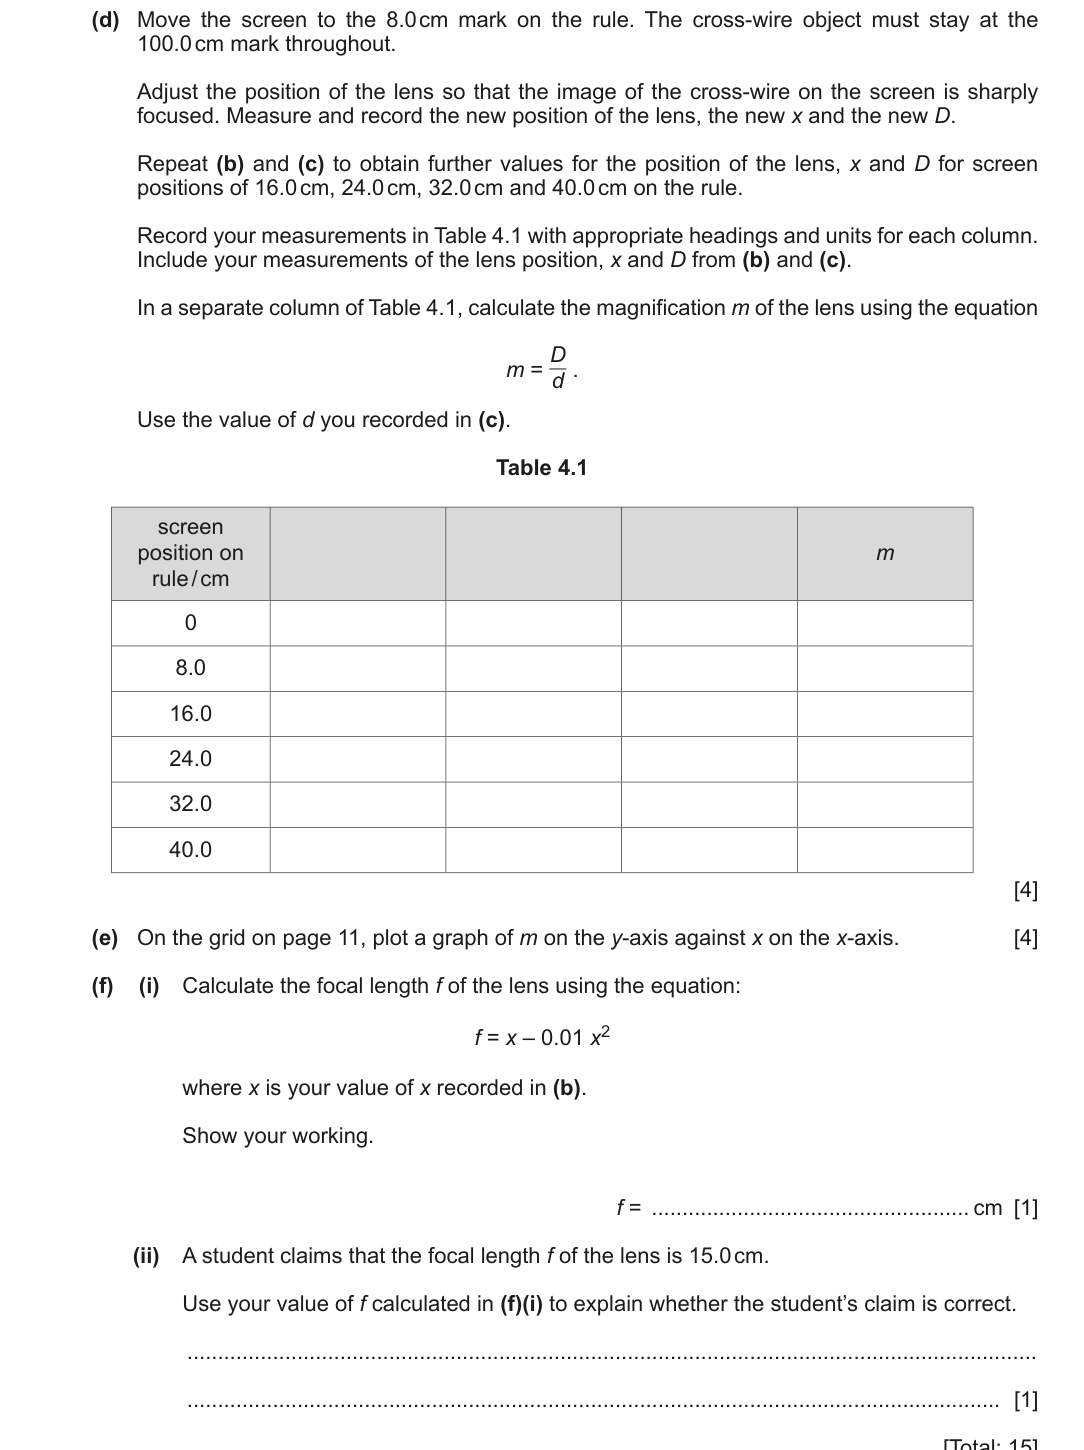 (d) Move the screen to the 8.0 cm mark on the rule. The cross-wire object must stay at the
100.0 cm mark throughout.
Adjust the position of the lens so that the image of the cross-wire on the screen is sharply
focused. Measure and record the new position of the lens, the new x and the new D.
Repeat (b) and (c) to obtain further values for the position of the lens, x and D for screen
positions of 16.0 cm, 24.0 cm, 32.0 cm and 40.0 cm on the rule.
Record your measurements in Table 4.1 with appropriate headings and units for each column.
Include your measurements of the lens position, x and D from (b) and (c).
In a separate column of Table 4.1, calculate the magnification m of the lens using the equation
m = D/d .
Use the value of d you recorded in (c).
Table 4.1
screen
position on
rule / cm
m
0
8.0
16.0
24.0
32.0
40.0
[4]
(e) On the grid on page 11, plot a graph of m on the y-axis against x on the x-axis. [4]
(f) (i) Calculate the focal length f of the lens using the equation:
f = x – 0.01 x²
where x is your value of x recorded in (b).
Show your working.
f = .................................................... cm [1]
(ii) A student claims that the focal length f of the lens is 15.0 cm.
Use your value of f calculated in (f)(i) to explain whether the student's claim is correct.
..........................................................................................................................................
.................................................................................................................................... [1]
[Total: 15]